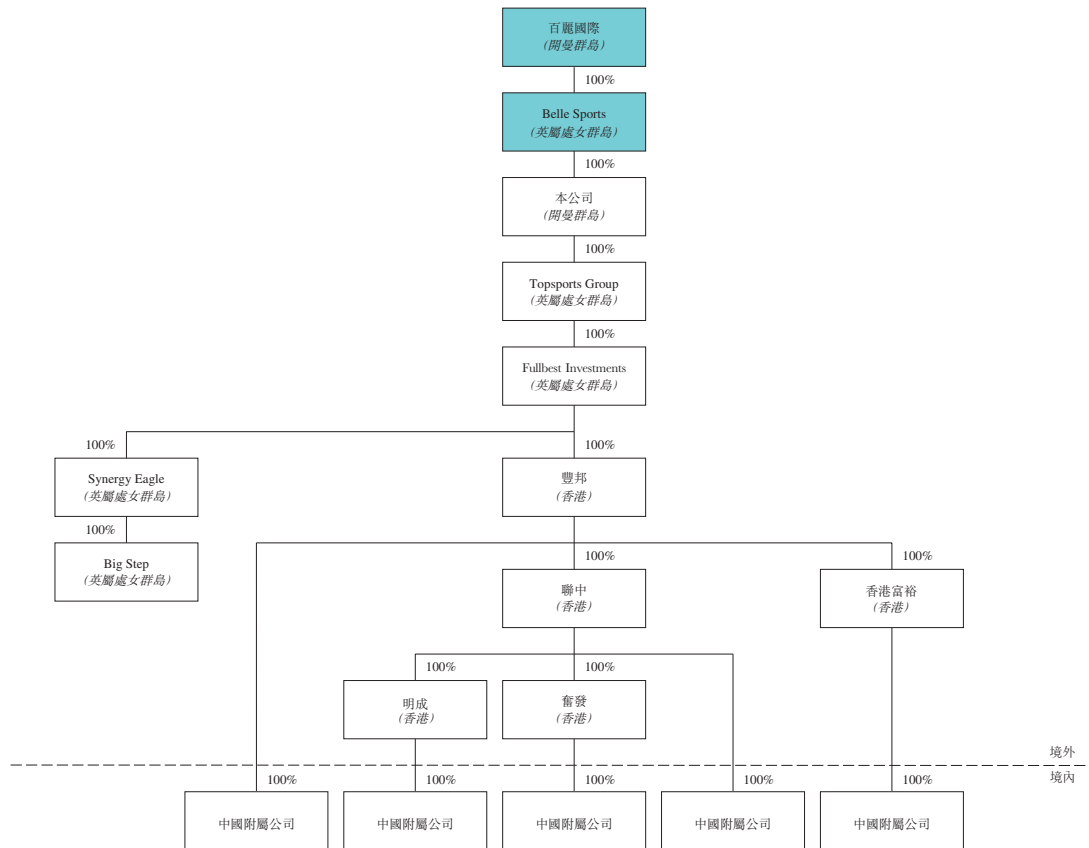 百麗國際
(開曼群島)
100%
Belle Sports
(英屬處女群島)
100%
本公司
(開曼群島)
100%
Topsports Group
(英屬處女群島)
100%
Fullbest Investments
(英屬處女群島)
100%
100%
Synergy Eagle
(英屬處女群島)
豐邦
(香港)
100%
Big Step
(英屬處女群島)
100%
100%
聯中
(香港)
香港富裕
(香港)
100%
100%
明成
(香港)
奮發
(香港)
境外
境內
100%
100%
100%
100%
100%
中國附屬公司
中國附屬公司
中國附屬公司
中國附屬公司
中國附屬公司